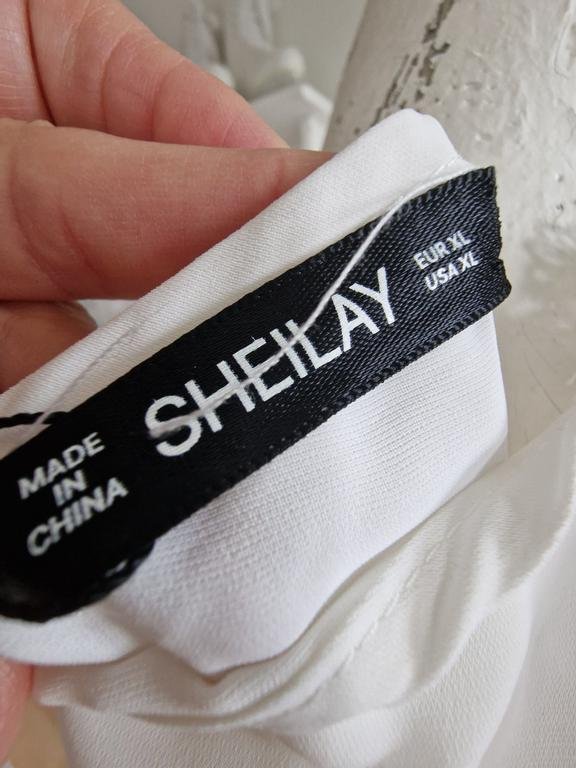 MADE
IN
CHINA
SHEILAY
EUR XL
USA XL